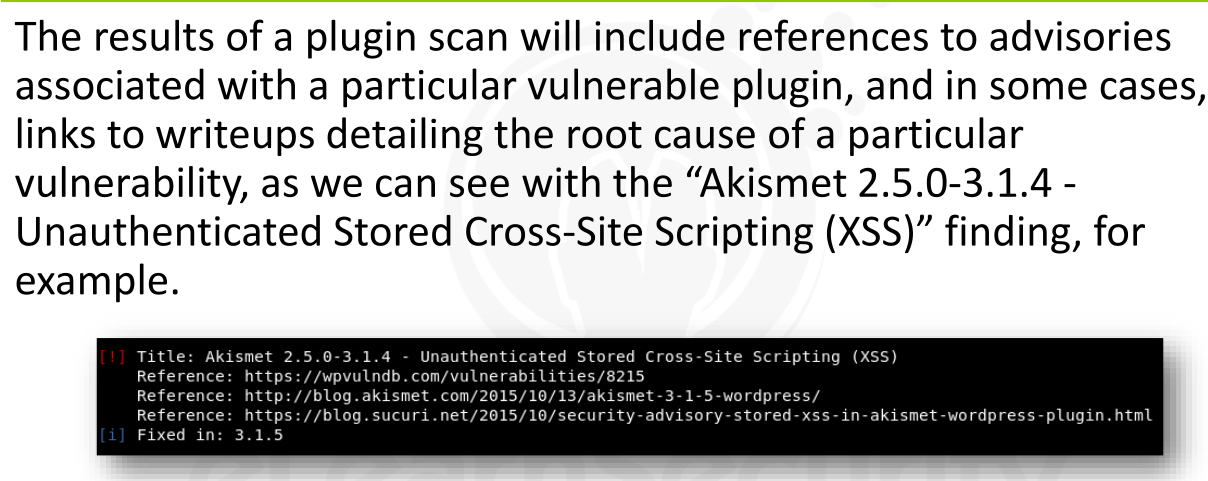 The results of a plugin scan will include references to advisories
associated with a particular vulnerable plugin, and in some cases,
links to writeups detailing the root cause of a particular
vulnerability, as we can see with the “Akismet 2.5.0-3.1.4 -
Unauthenticated Stored Cross-Site Scripting (XSS)” finding, for
example.
[!] Title: Akismet 2.5.0-3.1.4 - Unauthenticated Stored Cross-Site Scripting (XSS)
Reference: https://wpvulndb.com/vulnerabilities/8215
Reference: http://blog.akismet.com/2015/10/13/akismet-3-1-5-wordpress/
Reference: https://blog.sucuri.net/2015/10/security-advisory-stored-xss-in-akismet-wordpress-plugin.html
[i] Fixed in: 3.1.5
eLearnSecurity